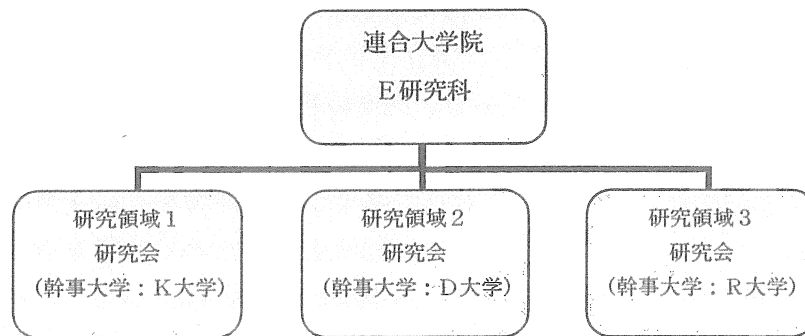 連合大学院
E研究科
研究領域1
研究会
(幹事大学：K大学)
研究領域2
研究会
(幹事大学：D大学)
研究領域3
研究会
(幹事大学：R大学)